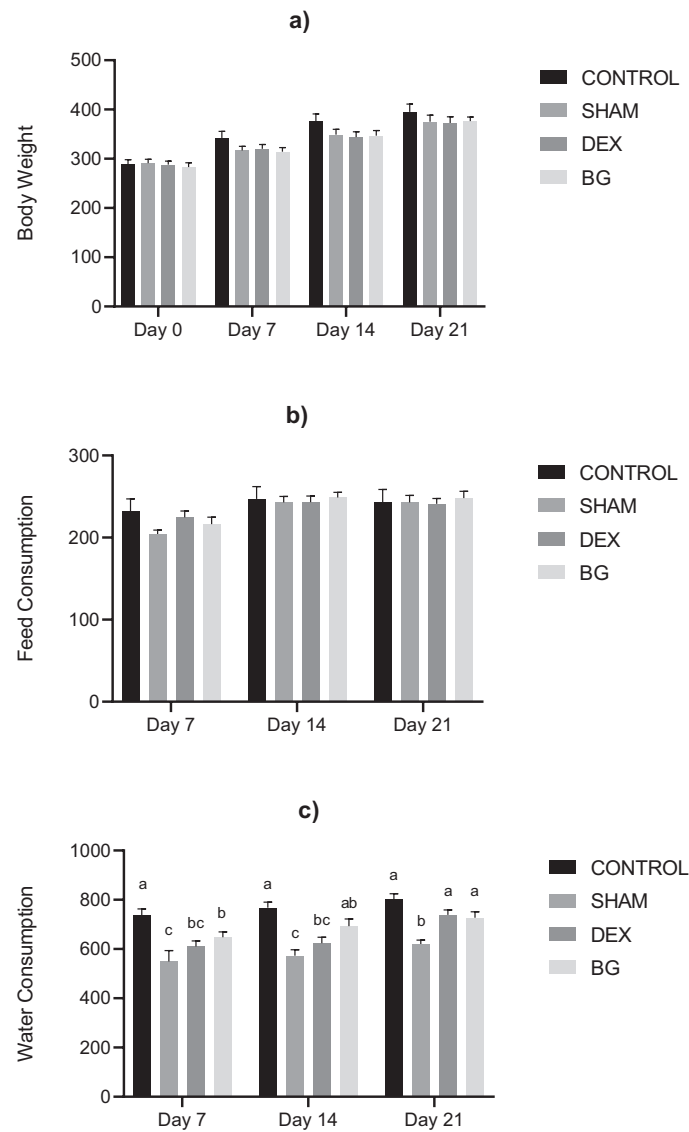 a)
500
400
300
200
100
0
Body Weight
Day 0 Day 7 Day 14 Day 21
CONTROL
SHAM
DEX
BG
b)
300
200
100
0
Feed Consumption
Day 7 Day 14 Day 21
CONTROL
SHAM
DEX
BG
c)
1000
800
600
400
200
0
Water Consumption
a c bc b a c bc ab a b a a
Day 7 Day 14 Day 21
CONTROL
SHAM
DEX
BG